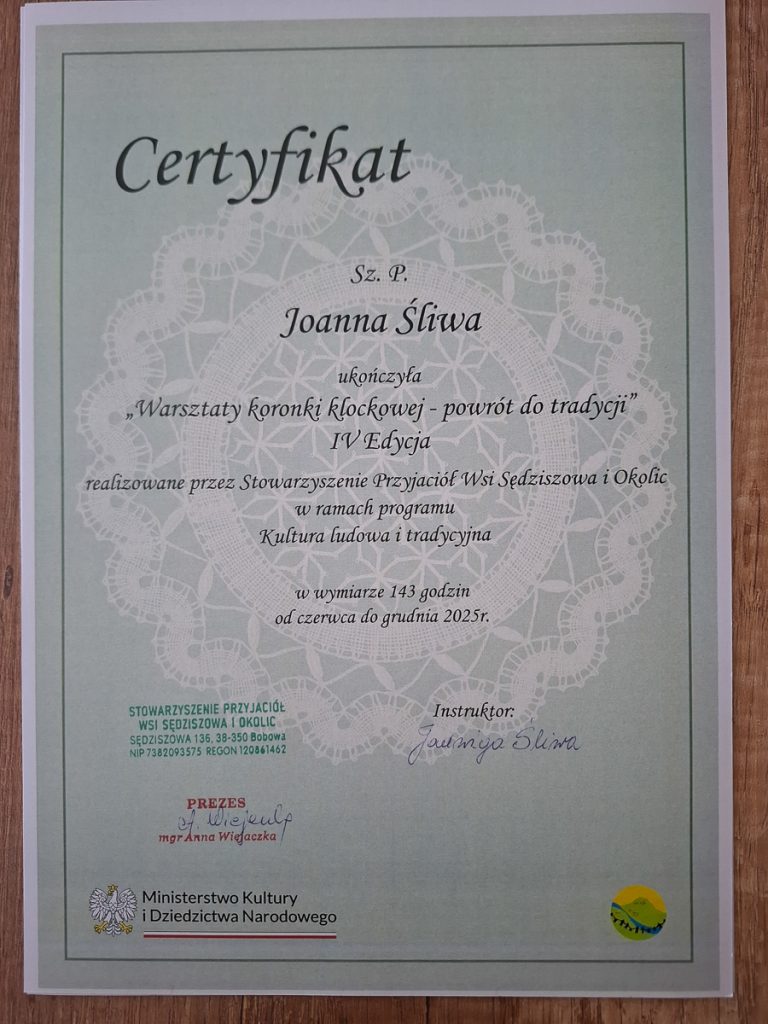 Certyfikat
Sz. P.
Joanna Śliwa
ukończyła
„Warsztaty koronki klockowej - powrót do tradycji”
IV Edycja
realizowane przez Stowarzyszenie Przyjaciół Wsi Sędziszowa i Okolic
w ramach programu
Kultura ludowa i tradycyjna
w wymiarze 143 godzin
od czerwca do grudnia 2025r.
STOWARZYSZENIE PRZYJACIÓŁ
WSI SĘDZISZOWA I OKOLIC
SĘDZISZOWA 136, 38-350 Bobowa
NIP 7382093575 REGON 120861462
Instruktor:
Jadwiga Śliwa
PREZES
mgr Anna Wiejaczka
Ministerstwo Kultury
i Dziedzictwa Narodowego